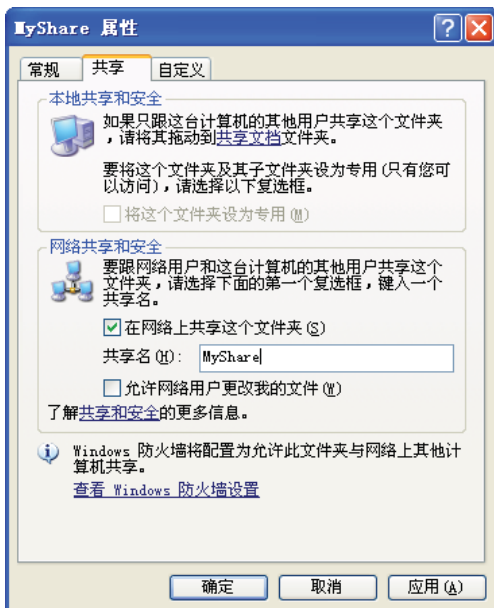 MyShare 属性
常规 共享 自定义
本地共享和安全
如果只跟这台计算机的其他用户共享这个文件夹
，请将其拖动到共享文档文件夹。
要将这个文件夹及其子文件夹设为专用(只有您可
以访问)，请选择以下复选框。
将这个文件夹设为专用(M)
网络共享和安全
要跟网络用户和这台计算机的其他用户共享这个
文件夹，请选择下面的第一个复选框，键入一个
共享名。
在网络上共享这个文件夹(S)
共享名(H): MyShare
允许网络用户更改我的文件(W)
了解共享和安全的更多信息。
Windows 防火墙将配置为允许此文件夹与网络上其他计
算机共享。
查看 Windows 防火墙设置
确定 取消 应用(A)